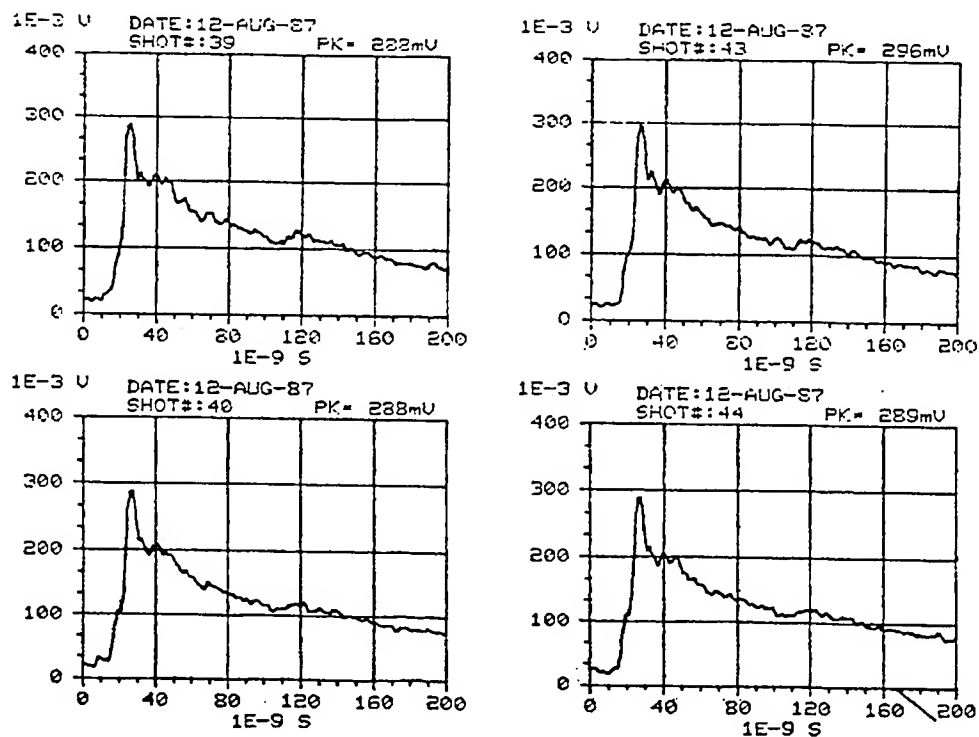 1E-3 V DATE:12-AUG-87
SHOT#:39 PK= 288mV
400
300
200
100
0
0 40 80 120 160 200
1E-9 S
1E-3 V DATE:12-AUG-87
SHOT#:43 PK= 296mV
400
300
200
100
0
0 40 80 120 160 200
1E-9 S
1E-3 V DATE:12-AUG-87
SHOT#:40 PK= 288mV
400
300
200
100
0
0 40 80 120 160 200
1E-9 S
1E-3 V DATE:12-AUG-87
SHOT#:44 PK= 289mV
400
300
200
100
0
0 40 80 120 160 200
1E-9 S